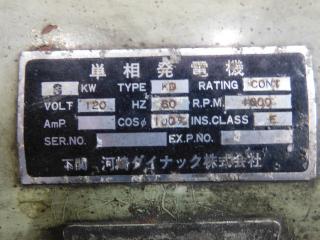 単相発電機
3 KW TYPE KD RATING CONT
VOLT 120 HZ 60 R.P.M. 1800
AmP. COSφ 100% INS.CLASS E
SER.NO. EX.P.NO.
下関 河崎ダイナック株式会社